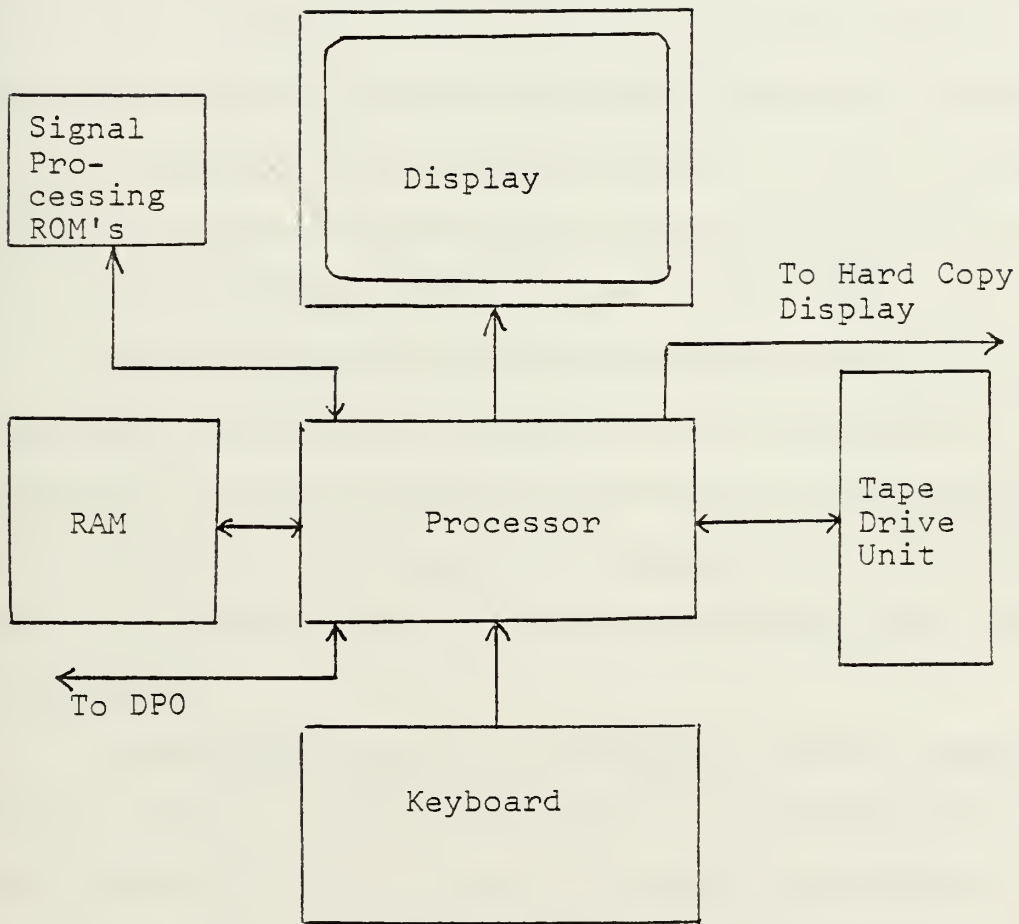 Signal
Pro-
cessing
ROM's
Display
To Hard Copy
Display
RAM
Processor
Tape
Drive
Unit
To DPO
Keyboard